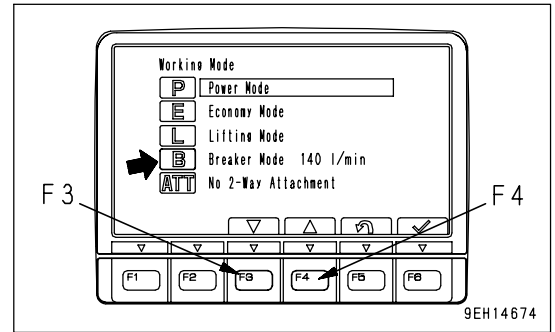 Working Mode
P Power Mode
E Economy Mode
L Lifting Mode
B Breaker Mode 140 l/min
ATT No 2-Way Attachment
F3
F4
F1 F2 F3 F4 F5 F6
9EH14674